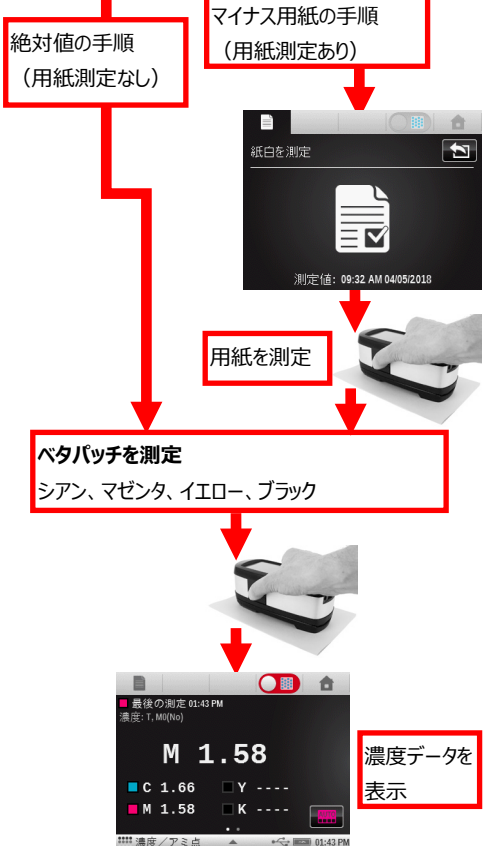 マイナス用紙の手順
（用紙測定あり）
絶対値の手順
（用紙測定なし）
紙白を測定
測定値: 09:32 AM 04/05/2018
用紙を測定
ベタパッチを測定
シアン、マゼンタ、イエロー、ブラック
最後の測定 01:43 PM
濃度: T, M0(No)
M 1.58
C 1.66 Y ----
M 1.58 K ----
濃度／アミ点 01:43 PM
濃度データを
表示